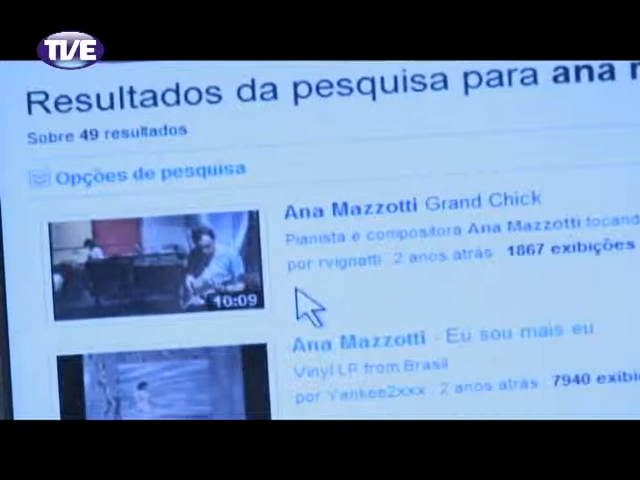 TVE
Resultados da pesquisa para ana
Sobre 49 resultados
Opções de pesquisa
Ana Mazzotti Grand Chick
Pianista e compositora Ana Mazzotti tocand
por rvignatti 2 anos atrás 1867 exibições
10:09
Ana Mazzotti - Eu sou mais eu
Vinyl LP from Brasil
por Yankee2xxx 2 anos atrás 7940 exibi